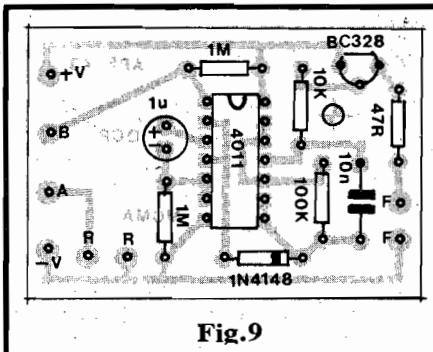 BC328
1M
+V
1u
10K
47R
B
+
−
4011
10n
A
1M
100K
F
R
R
F
−V
1N4148
Fig.9